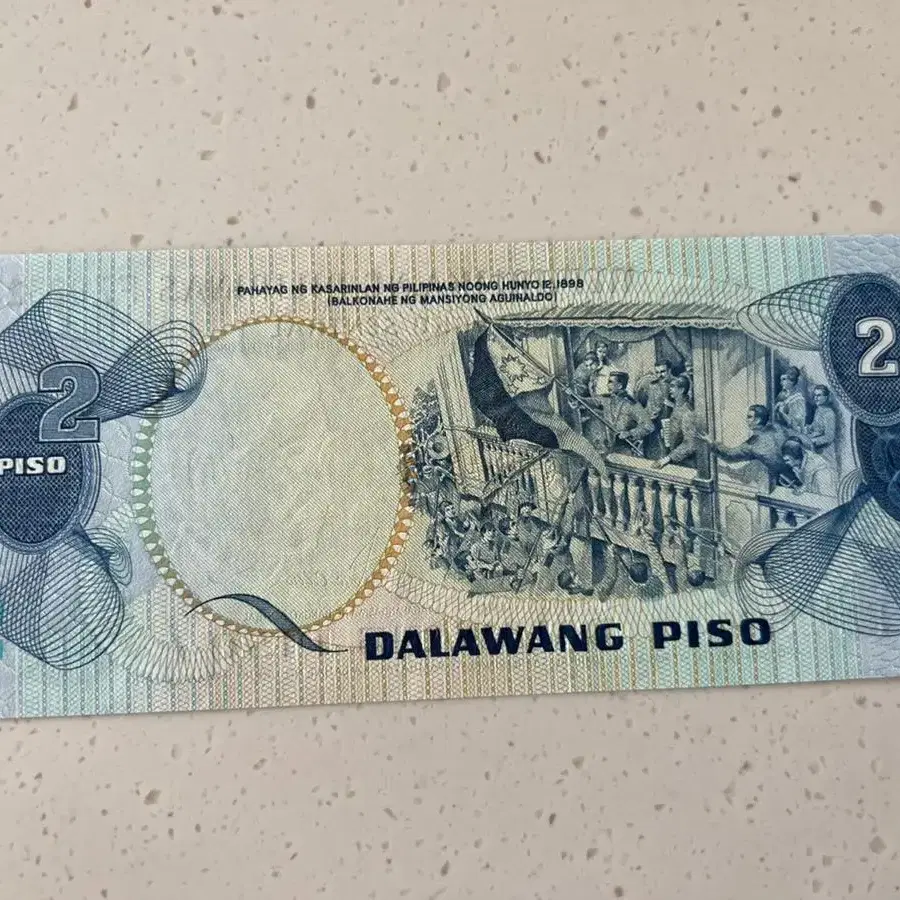 PAHAYAG NG KASARINLAN NG PILIPINAS NOONG HUNYO 12, 1898
(BALKONAHE NG MANSIYONG AGUINALDO)
2
2
PISO
DALAWANG PISO